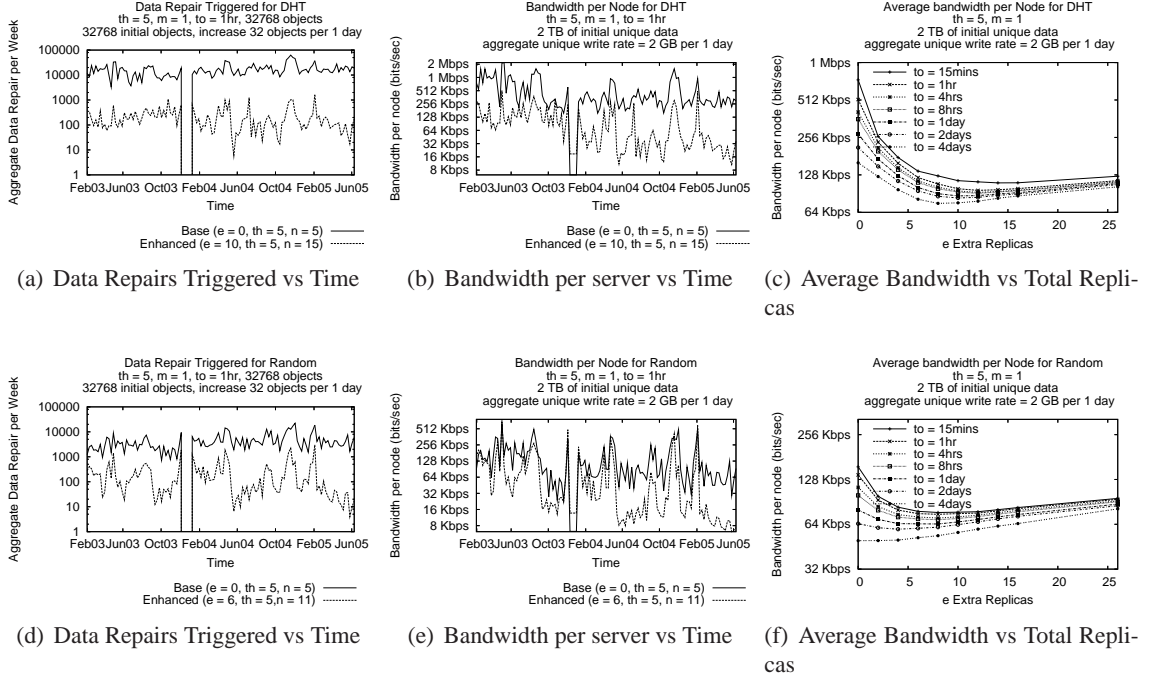 Data Repair Triggered for DHT
th = 5, m = 1, to = 1hr, 32768 objects
32768 initial objects, increase 32 objects per 1 day
Aggregate Data Repair per Week
100000
10000
1000
100
10
1
Feb03 Jun03 Oct03 Feb04 Jun04 Oct04 Feb05 Jun05
Time
Base (e = 0, th = 5, n = 5)
Enhanced (e = 10, th = 5, n = 15)
(a) Data Repairs Triggered vs Time
Bandwidth per Node for DHT
th = 5, m = 1, to = 1hr
2 TB of initial unique data
aggregate unique write rate = 2 GB per 1 day
Bandwidth per node (bits/sec)
2 Mbps
1 Mbps
512 Kbps
256 Kbps
128 Kbps
64 Kbps
32 Kbps
16 Kbps
8 Kbps
Feb03 Jun03 Oct03 Feb04 Jun04 Oct04 Feb05 Jun05
Time
Base (e = 0, th = 5, n = 5)
Enhanced (e = 10, th = 5, n = 15)
(b) Bandwidth per server vs Time
Average bandwidth per Node for DHT
th = 5, m = 1
2 TB of initial unique data
aggregate unique write rate = 2 GB per 1 day
Bandwidth per node (bits/sec)
1 Mbps
512 Kbps
256 Kbps
128 Kbps
64 Kbps
to = 15mins
to = 1hr
to = 4hrs
to = 8hrs
to = 1day
to = 2days
to = 4days
0 5 10 15 20 25
e Extra Replicas
(c) Average Bandwidth vs Total Repli-
cas
Data Repair Triggered for Random
th = 5, m = 1, to = 1hr, 32768 objects
32768 initial objects, increase 32 objects per 1 day
Aggregate Data Repair per Week
100000
10000
1000
100
10
1
Feb03 Jun03 Oct03 Feb04 Jun04 Oct04 Feb05 Jun05
Time
Base (e = 0, th = 5, n = 5)
Enhanced (e = 6, th = 5,n = 11)
(d) Data Repairs Triggered vs Time
Bandwidth per Node for Random
th = 5, m = 1, to = 1hr
2 TB of initial unique data
aggregate unique write rate = 2 GB per 1 day
Bandwidth per node (bits/sec)
512 Kbps
256 Kbps
128 Kbps
64 Kbps
32 Kbps
16 Kbps
8 Kbps
Feb03 Jun03 Oct03 Feb04 Jun04 Oct04 Feb05 Jun05
Time
Base (e = 0, th = 5, n = 5)
Enhanced (e = 6, th = 5, n = 11)
(e) Bandwidth per server vs Time
Average bandwidth per Node for Random
th = 5, m = 1
2 TB of initial unique data
aggregate unique write rate = 2 GB per 1 day
Bandwidth per node (bits/sec)
256 Kbps
128 Kbps
64 Kbps
32 Kbps
to = 15mins
to = 1hr
to = 4hrs
to = 8hrs
to = 1day
to = 2days
to = 4days
0 5 10 15 20 25
e Extra Replicas
(f) Average Bandwidth vs Total Repli-
cas